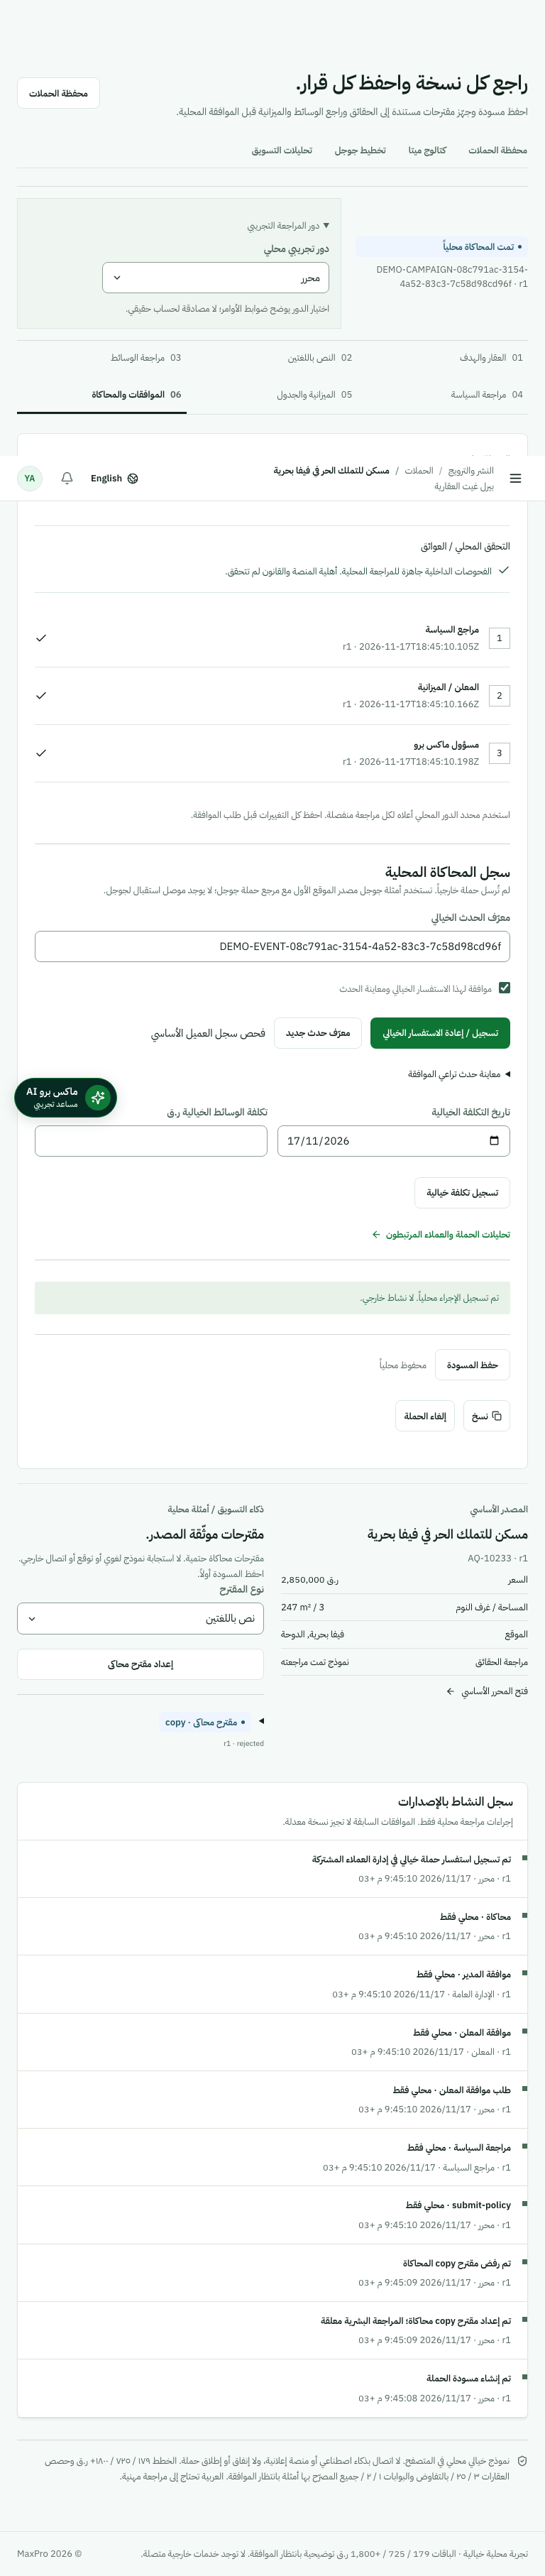 راجع كل نسخة واحفظ كل قرار.
محفظة الحملات
احفظ مسودة وجهّز مقترحات مستندة إلى الحقائق وراجع الوسائط والميزانية قبل الموافقة المحلية.
محفظة الحملات
كتالوج ميتا
تخطيط جوجل
تحليلات التسويق
تمت المحاكاة محلياً
DEMO-CAMPAIGN-08c791ac-3154-
4a52-83c3-7c58d98cd96f · r1
دور المراجعة التجريبي
دور تجريبي محلي
محرر
اختيار الدور يوضح ضوابط الأوامر؛ لا مصادقة لحساب حقيقي.
01 العقار والهدف
02 النص باللغتين
03 مراجعة الوسائط
04 مراجعة السياسة
05 الميزانية والجدول
06 الموافقات والمحاكاة
النشر والترويج / الحملات / مسكن للتملك الحر في فيفا بحرية
بيرل غيت العقارية
English
YA
التحقق المحلي / العوائق
الفحوصات الداخلية جاهزة للمراجعة المحلية. أهلية المنصة والقانون لم تتحقق.
1
مراجع السياسة
r1 · 2026-11-17T18:45:10.105Z
2
المعلن / الميزانية
r1 · 2026-11-17T18:45:10.166Z
3
مسؤول ماكس برو
r1 · 2026-11-17T18:45:10.198Z
استخدم محدد الدور المحلي أعلاه لكل مراجعة منفصلة. احفظ كل التغييرات قبل طلب الموافقة.
سجل المحاكاة المحلية
لم تُرسل حملة خارجياً. تستخدم أمثلة جوجل مصدر الموقع الأول مع مرجع حملة جوجل؛ لا يوجد موصل استقبال لجوجل.
معرّف الحدث الخيالي
DEMO-EVENT-08c791ac-3154-4a52-83c3-7c58d98cd96f
موافقة لهذا الاستفسار الخيالي ومعاينة الحدث
تسجيل / إعادة الاستفسار الخيالي
معرّف حدث جديد
فحص سجل العميل الأساسي
معاينة حدث تراعي الموافقة
ماكس برو AI
مساعد تجريبي
تاريخ التكلفة الخيالية
تكلفة الوسائط الخيالية ر.ق
17/11/2026
تسجيل تكلفة خيالية
تحليلات الحملة والعملاء المرتبطون
تم تسجيل الإجراء محلياً. لا نشاط خارجي.
حفظ المسودة
محفوظ محلياً
نسخ
إلغاء الحملة
المصدر الأساسي
مسكن للتملك الحر في فيفا بحرية
AQ-10233 · r1
السعر
2,850,000 ر.ق
المساحة / غرف النوم
247 m² / 3
الموقع
فيفا بحرية, الدوحة
مراجعة الحقائق
نموذج تمت مراجعته
فتح المحرر الأساسي
ذكاء التسويق / أمثلة محلية
مقترحات موثّقة المصدر.
مقترحات محاكاة حتمية. لا استجابة نموذج لغوي أو توقع أو اتصال خارجي.
احفظ المسودة أولاً.
نوع المقترح
نص باللغتين
إعداد مقترح محاكى
مقترح محاكى · copy
r1 · rejected
سجل النشاط بالإصدارات
إجراءات مراجعة محلية فقط. الموافقات السابقة لا تجيز نسخة معدلة.
تم تسجيل استفسار حملة خيالي في إدارة العملاء المشتركة
r1 · محرر · 2026/11/17 9:45:10 م +03
محاكاة · محلي فقط
r1 · محرر · 2026/11/17 9:45:10 م +03
موافقة المدير · محلي فقط
r1 · الإدارة العامة · 2026/11/17 9:45:10 م +03
موافقة المعلن · محلي فقط
r1 · المعلن · 2026/11/17 9:45:10 م +03
طلب موافقة المعلن · محلي فقط
r1 · محرر · 2026/11/17 9:45:10 م +03
مراجعة السياسة · محلي فقط
r1 · مراجع السياسة · 2026/11/17 9:45:10 م +03
submit-policy · محلي فقط
r1 · محرر · 2026/11/17 9:45:10 م +03
تم رفض مقترح copy المحاكاة
r1 · محرر · 2026/11/17 9:45:09 م +03
تم إعداد مقترح copy محاكاة؛ المراجعة البشرية معلقة
r1 · محرر · 2026/11/17 9:45:09 م +03
تم إنشاء مسودة الحملة
r1 · محرر · 2026/11/17 9:45:08 م +03
نموذج خيالي محلي في المتصفح. لا اتصال بذكاء اصطناعي أو منصة إعلانية، ولا إنفاق أو إطلاق حملة. الخطط ١٧٩ / ٧٢٥ / ١٨٠٠+ ر.ق وحصص
العقارات ٣ / ٢٥ / بالتفاوض والبوابات ١ / ٢ / جميع المصرّح بها أمثلة بانتظار الموافقة. العربية تحتاج إلى مراجعة مهنية.
تجربة محلية خيالية · الباقات 179 / 725 / +1,800 ر.ق توضيحية بانتظار الموافقة. لا توجد خدمات خارجية متصلة.
© 2026 MaxPro